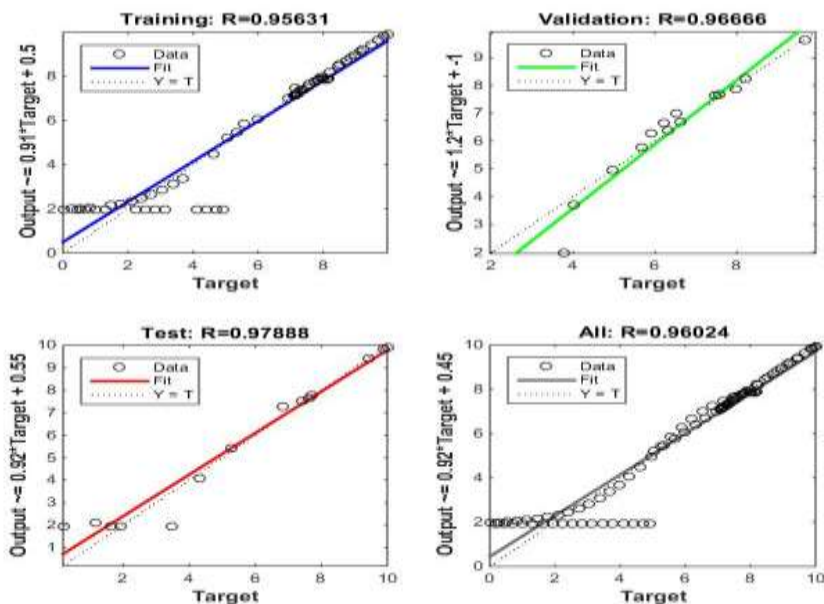 Training: R=0.95631
Output ~= 0.91*Target + 0.5
8
6
4
2
0
Data
Fit
Y = T
0 2 4 6 8
Target
Validation: R=0.96666
Output ~= 1.2*Target + -1
9
8
7
6
5
4
3
2
Data
Fit
Y = T
2 4 6 8
Target
Test: R=0.97888
Output ~= 0.92*Target + 0.55
10
9
8
7
6
5
4
3
2
1
Data
Fit
Y = T
2 4 6 8 10
Target
All: R=0.96024
Output ~= 0.92*Target + 0.45
10
8
6
4
2
0
Data
Fit
Y = T
0 2 4 6 8 10
Target